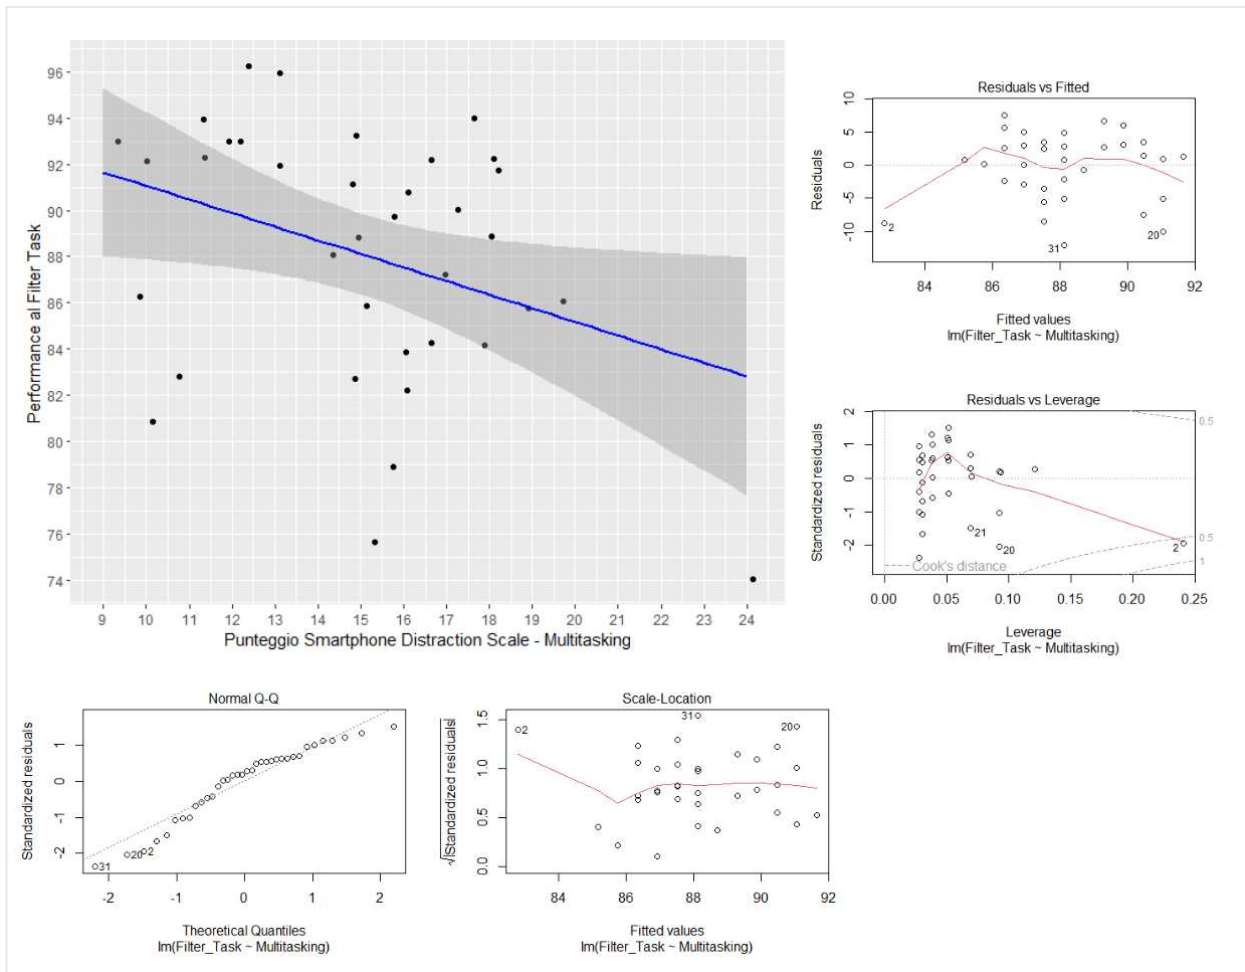 96
94
92
90
88
86
84
82
80
78
76
74
Performance al Filter Task
9 10 11 12 13 14 15 16 17 18 19 20 21 22 23 24
Punteggio Smartphone Distraction Scale - Multitasking
Residuals vs Fitted
10
5
0
-5
-10
Residuals
2
31
20
84 86 88 90 92
Fitted values
lm(Filter_Task ~ Multitasking)
Residuals vs Leverage
2
1
0
-1
-2
Standardized residuals
0.5
21
20
2
0.5
1
Cook's distance
0.00 0.05 0.10 0.15 0.20 0.25
Leverage
lm(Filter_Task ~ Multitasking)
Normal Q-Q
1
0
-1
-2
Standardized residuals
31
20
2
-2 -1 0 1 2
Theoretical Quantiles
lm(Filter_Task ~ Multitasking)
Scale-Location
1.5
1.0
0.5
0.0
√|Standardized residuals|
2
31
20
84 86 88 90 92
Fitted values
lm(Filter_Task ~ Multitasking)